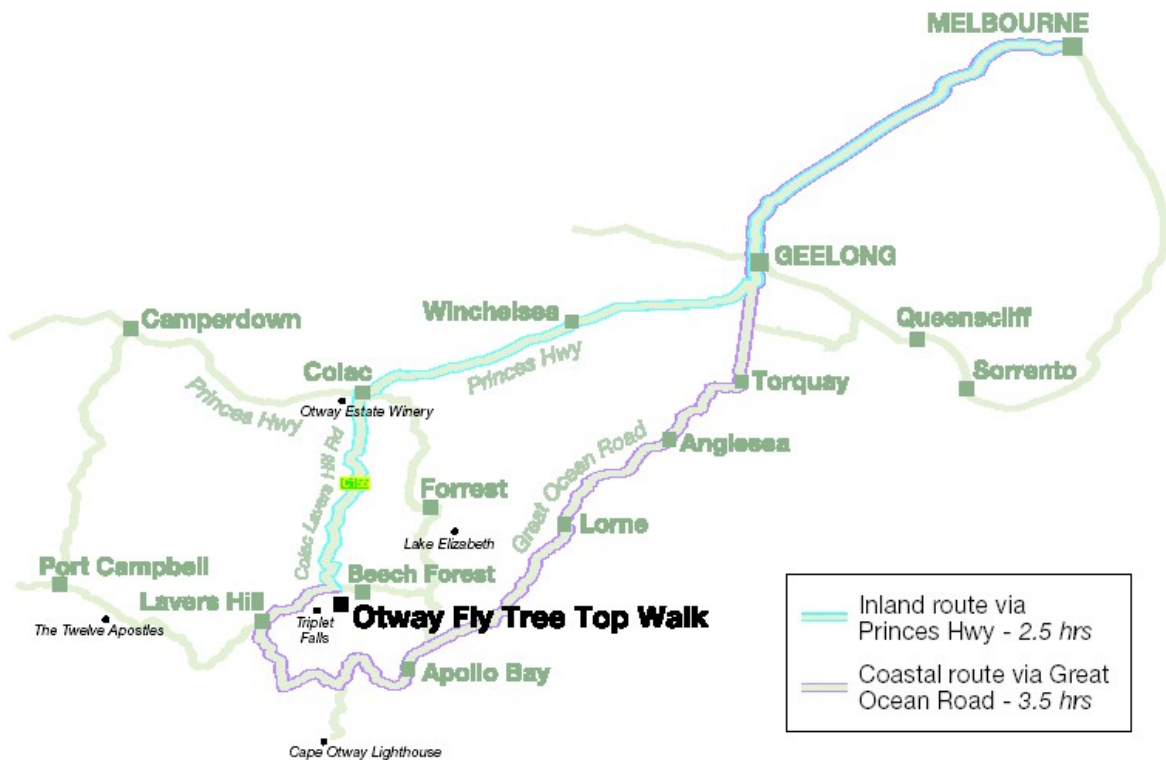 MELBOURNE
GEELONG
Winchelsea
Camperdown
Queenscliff
Colac
Princes Hwy
Sorrento
Torquay
Princes Hwy
Otway Estate Winery
Anglesea
Great Ocean Road
Colac Lavers Hill Rd
Forrest
Lorne
Lake Elizabeth
Port Campbell
Beech Forest
Lavers Hill
Otway Fly Tree Top Walk
Triplet
Falls
The Twelve Apostles
Apollo Bay
Cape Otway Lighthouse
Inland route via
Princes Hwy - 2.5 hrs
Coastal route via Great
Ocean Road - 3.5 hrs